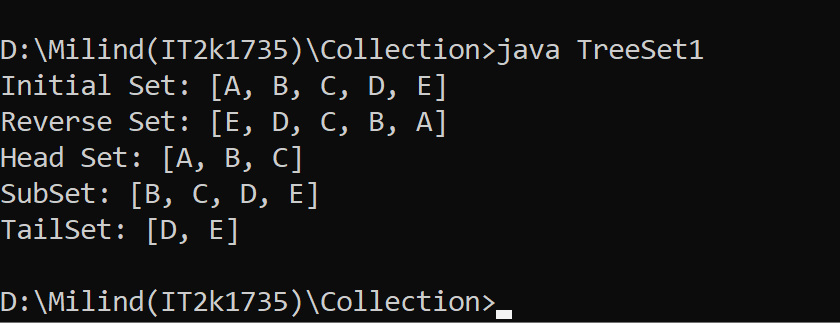 D:\Milind(IT2k1735)\Collection>java TreeSet1
Initial Set: [A, B, C, D, E]
Reverse Set: [E, D, C, B, A]
Head Set: [A, B, C]
SubSet: [B, C, D, E]
TailSet: [D, E]
D:\Milind(IT2k1735)\Collection>